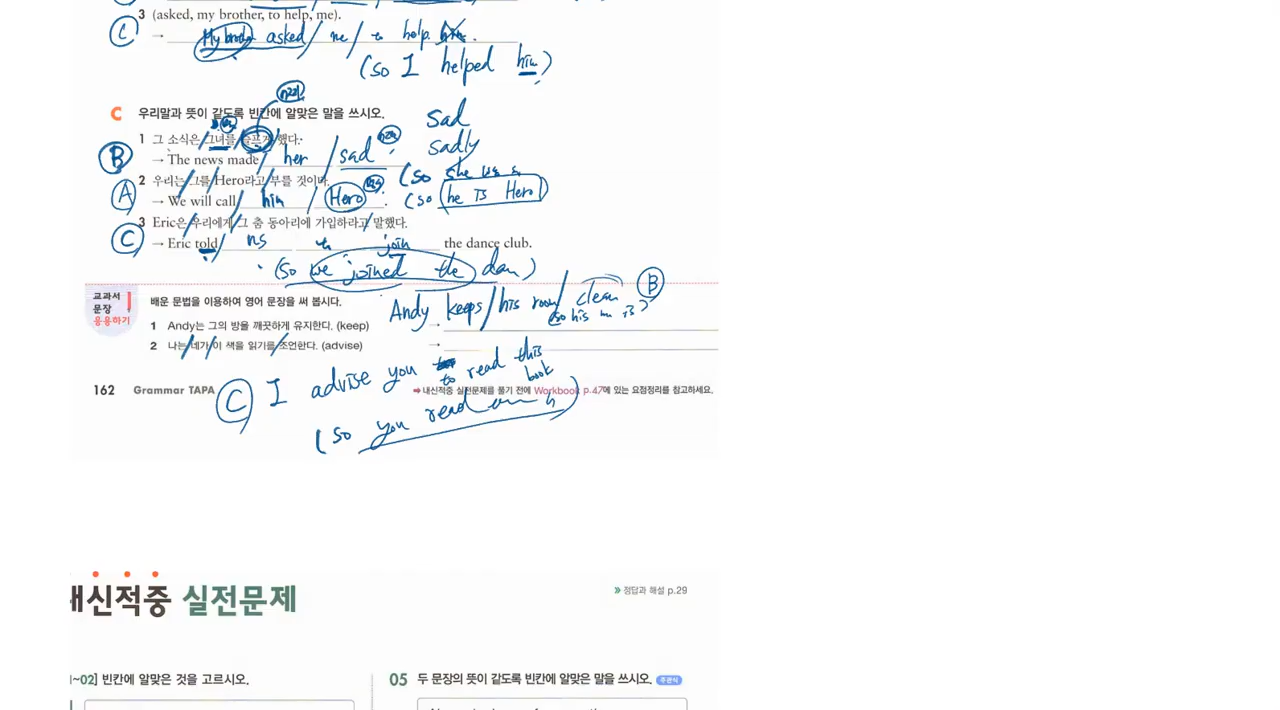 3 (asked, my brother, to help, me).
C → My brother asked / me / to help him.
(so I helped him)
C 우리말과 뜻이 같도록 빈칸에 알맞은 말을 쓰시오.
sad
1 그 소식은 그녀를 슬프게 했다.
sadly
B → The news made / her / sad.
(so she
2 우리는 그를 Hero라고 부를 것이다.
A → We will call him / Hero.
(so he is Hero)
3 Eric은 우리에게 그 춤 동아리에 가입하라고 말했다.
C → Eric told us to join the dance club.
(so we joined the dan)
교과서
문장
응용하기
배운 문법을 이용하여 영어 문장을 써 봅시다.
Andy keeps / his room / clean B
1 Andy는 그의 방을 깨끗하게 유지한다. (keep) →
(so his is)
2 나는 네가 이 책을 읽기를 조언한다. (advise) →
C I advise you to read this book
162 Grammar TAPA
➡ 내신적중 실전문제를 풀기 전에 Workbook p.47에 있는 요점정리를 참고하세요.
(so you read
내신적중 실전문제
» 정답과 해설 p.29
~02] 빈칸에 알맞은 것을 고르시오.
05 두 문장의 뜻이 같도록 빈칸에 알맞은 말을 쓰시오. 주관식